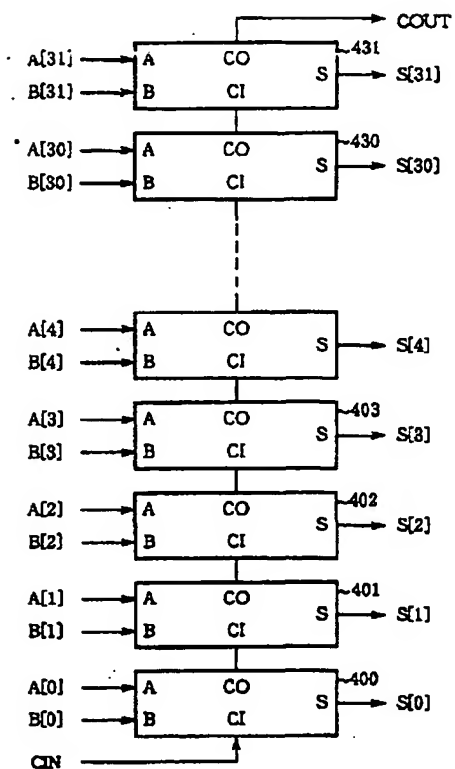 COUT
431
A[31] A CO S S[31]
B[31] B CI
430
A[30] A CO S S[30]
B[30] B CI
A[4] A CO S S[4]
B[4] B CI
403
A[3] A CO S S[3]
B[3] B CI
402
A[2] A CO S S[2]
B[2] B CI
401
A[1] A CO S S[1]
B[1] B CI
400
A[0] A CO S S[0]
B[0] B CI
CIN